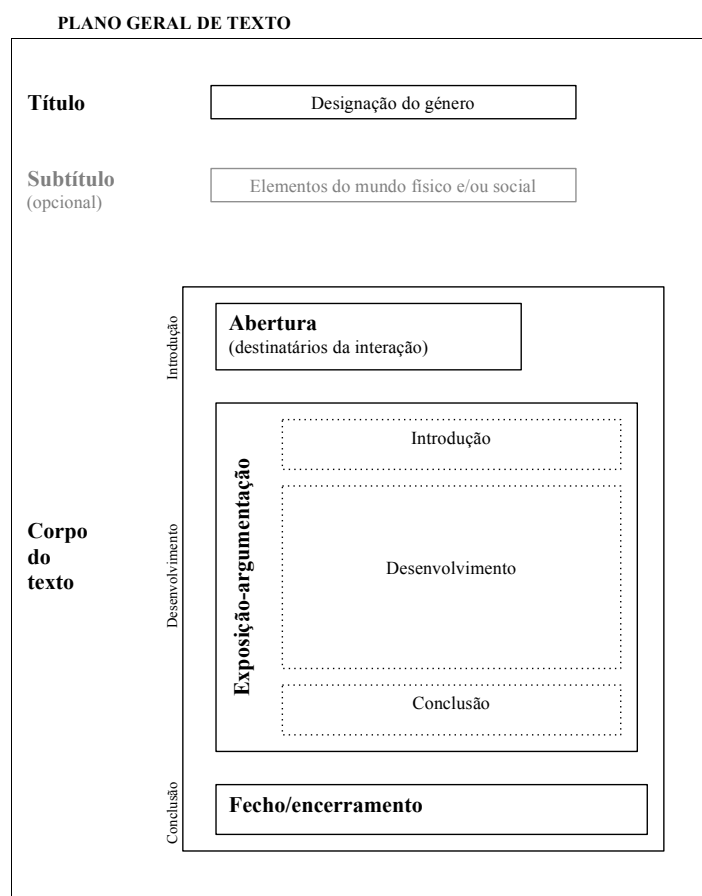 PLANO GERAL DE TEXTO
Título
Designação do género
Subtítulo
(opcional)
Elementos do mundo físico e/ou social
Corpo
do
texto
Introdução
Abertura
(destinatários da interação)
Desenvolvimento
Exposição-argumentação
Introdução
Desenvolvimento
Conclusão
Conclusão
Fecho/encerramento